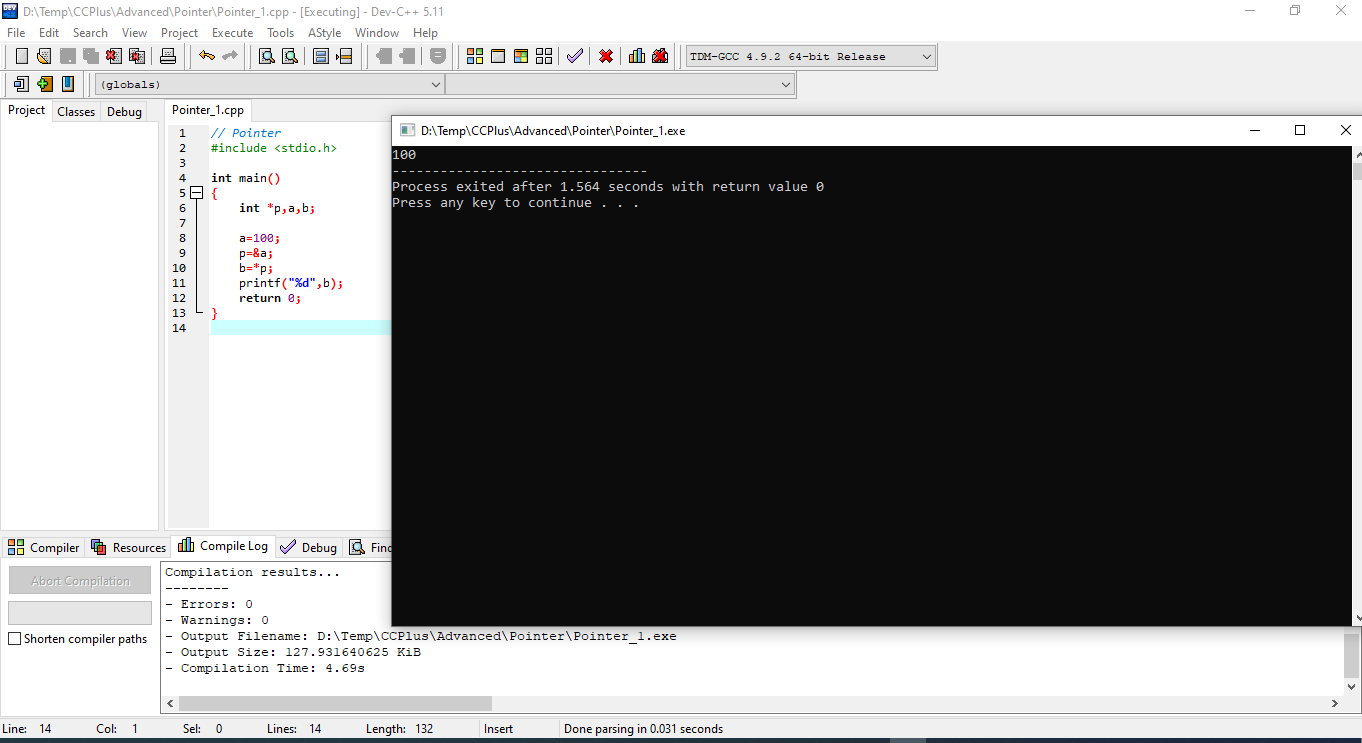 D:\Temp\CCPlus\Advanced\Pointer\Pointer_1.cpp - [Executing] - Dev-C++ 5.11
File Edit Search View Project Execute Tools AStyle Window Help
TDM-GCC 4.9.2 64-bit Release
(globals)
Project Classes Debug
Pointer_1.cpp
1 // Pointer
2 #include <stdio.h>
3
4 int main()
5 {
6 int *p,a,b;
7
8 a=100;
9 p=&a;
10 b=*p;
11 printf("%d",b);
12 return 0;
13 }
14
D:\Temp\CCPlus\Advanced\Pointer\Pointer_1.exe
100
--------------------------------
Process exited after 1.564 seconds with return value 0
Press any key to continue . . .
Compiler Resources Compile Log Debug Find
Abort Compilation
Shorten compiler paths
Compilation results...
--------
- Errors: 0
- Warnings: 0
- Output Filename: D:\Temp\CCPlus\Advanced\Pointer\Pointer_1.exe
- Output Size: 127.931640625 KiB
- Compilation Time: 4.69s
Line: 14 Col: 1 Sel: 0 Lines: 14 Length: 132 Insert Done parsing in 0.031 seconds